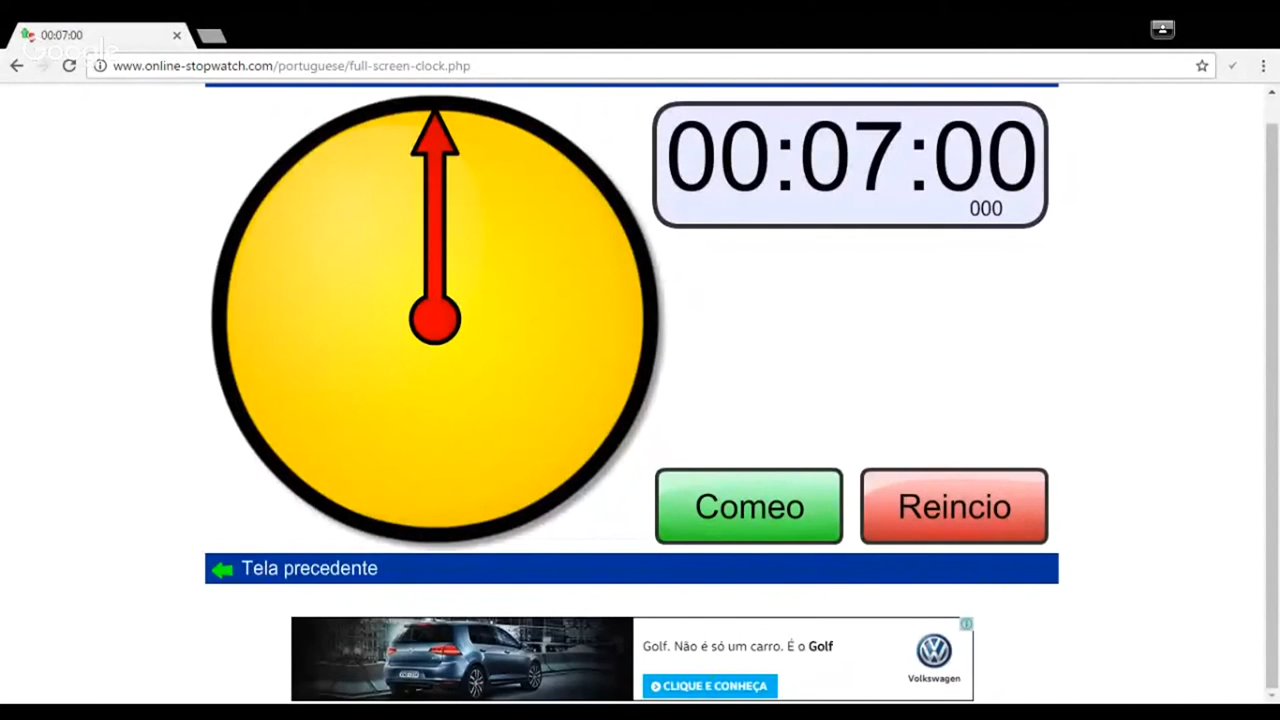 00:07:00
Google
www.online-stopwatch.com/portuguese/full-screen-clock.php
00:07:00
000
Comeo
Reincio
Tela precedente
Golf. Não é só um carro. É o Golf
CLIQUE E CONHEÇA
Volkswagen